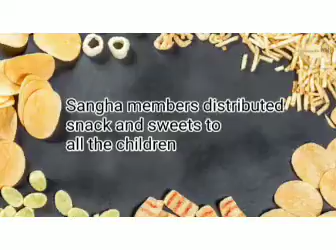 Sangha members distributed
snack and sweets to
all the children